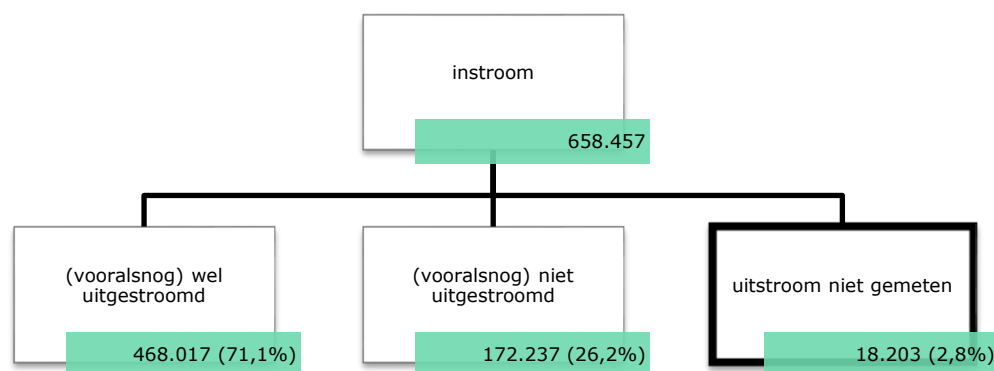 instroom
658.457
(vooralsnog) wel
uitgestroomd
468.017 (71,1%)
(vooralsnog) niet
uitgestroomd
172.237 (26,2%)
uitstroom niet gemeten
18.203 (2,8%)